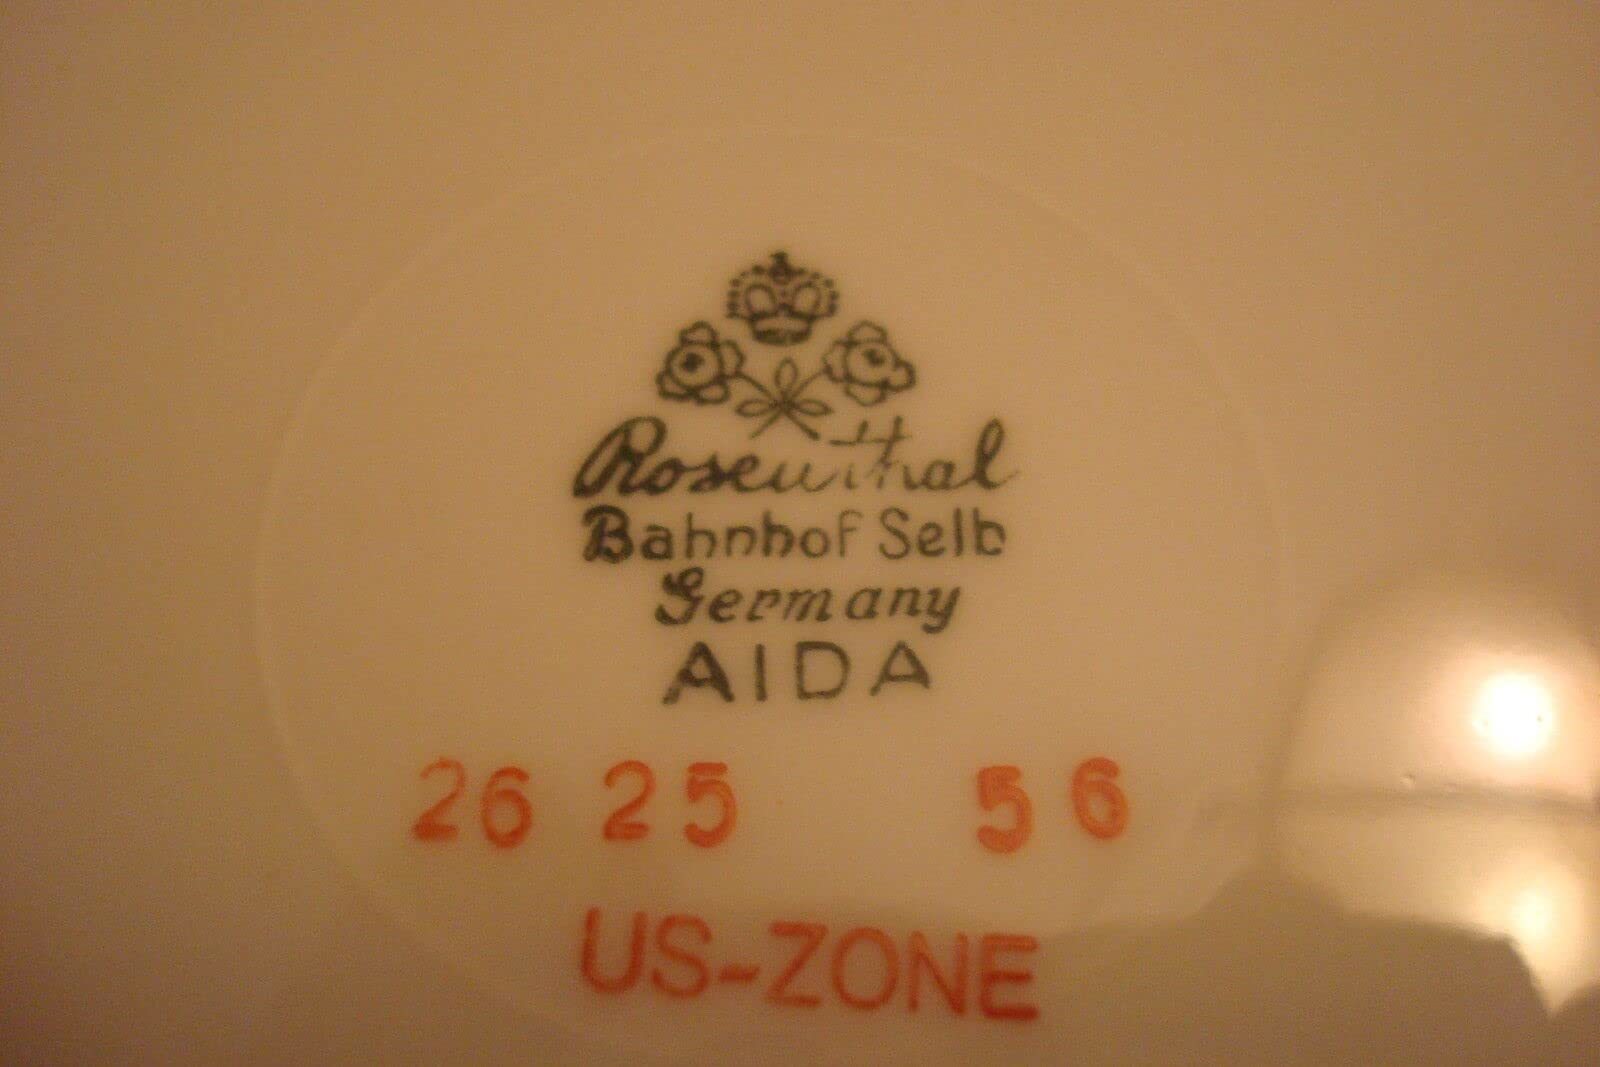 Rosenthal
Bahnhof Selb
Germany
AIDA
26 25 56
US-ZONE